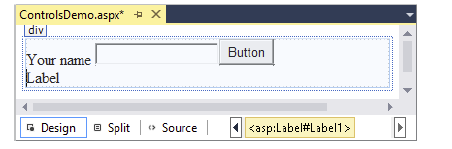 ControlsDemo.aspx*
div
Your name Button
Label
Design Split Source <asp:Label#Label1>